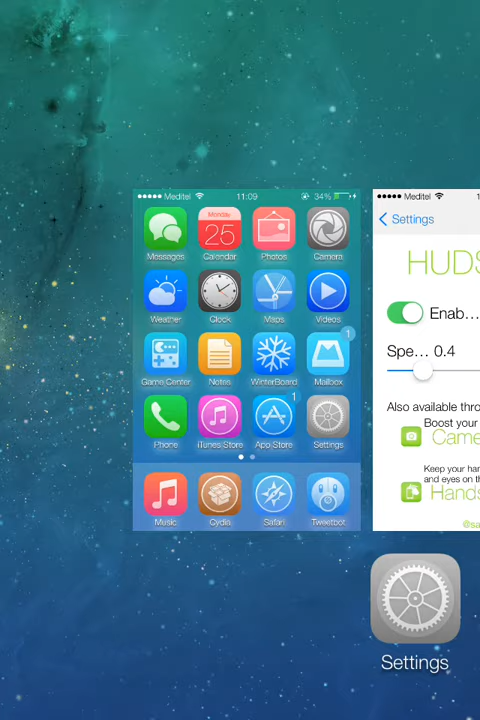 Meditel 11:09 34%
Monday
25
Messages Calendar Photos Camera
Weather Clock Maps Videos
1
Game Center Notes WinterBoard Mailbox
1
Phone iTunes Store App Store Settings
Music Cydia Safari Tweetbot
Meditel
Settings
HUDS
Enab...
Spe... 0.4
Also available thro
Boost your
Came
Keep your han
and eyes on th
Hands
@sa
Settings